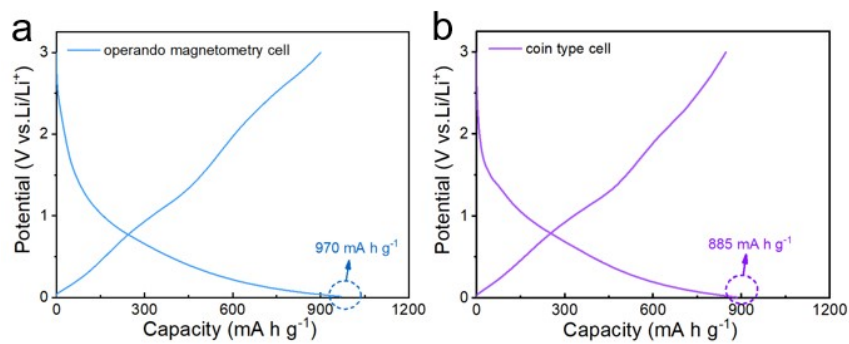 a
operando magnetometry cell
Potential (V vs.Li/Li⁺)
3
2
1
0
970 mA h g⁻¹
0 300 600 900 1200
Capacity (mA h g⁻¹)
b
coin type cell
Potential (V vs.Li/Li⁺)
3
2
1
0
885 mA h g⁻¹
0 300 600 900 1200
Capacity (mA h g⁻¹)